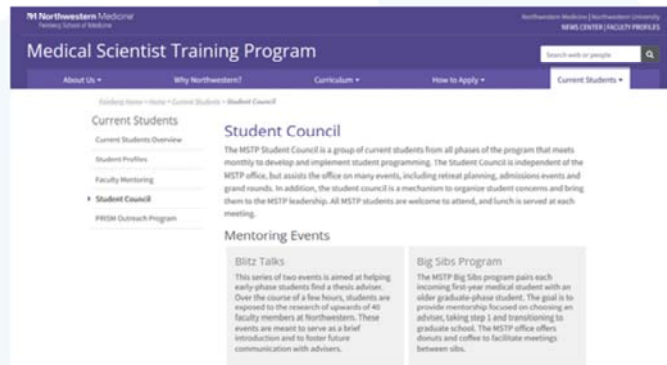 Northwestern Medicine
Feinberg School of Medicine
Northwestern Medicine | Northwestern University
NEWS CENTER | FACULTY PROFILES
Medical Scientist Training Program
Search web or people
About Us
Why Northwestern?
Curriculum
How to Apply
Current Students
Feinberg Home > Home > Current Students > Student Council
Current Students
Current Students Overview
Student Profiles
Faculty Mentoring
Student Council
PRISM Outreach Program
Student Council
The MSTP Student Council is a group of current students from all phases of the program that meets
monthly to develop and implement student programming. The Student Council is independent of the
MSTP office, but assists the office on many events, including retreat planning, admissions events and
grand rounds. In addition, the student council is a mechanism to organize student concerns and bring
them to the MSTP leadership. All MSTP students are welcome to attend, and lunch is served at each
meeting.
Mentoring Events
Blitz Talks
This series of two events is aimed at helping
early-phase students find a thesis adviser.
Over the course of a few hours, students are
exposed to the research of upwards of 40
faculty members at Northwestern. These
events are meant to serve as a brief
introduction and to foster future
communication with advisers.
Big Sibs Program
The MSTP Big Sibs program pairs each
incoming first-year medical student with an
older graduate-phase student. The goal is to
provide mentorship focused on choosing an
adviser, taking step 1 and transitioning to
graduate school. The MSTP office offers
donuts and coffee to facilitate meetings
between sibs.